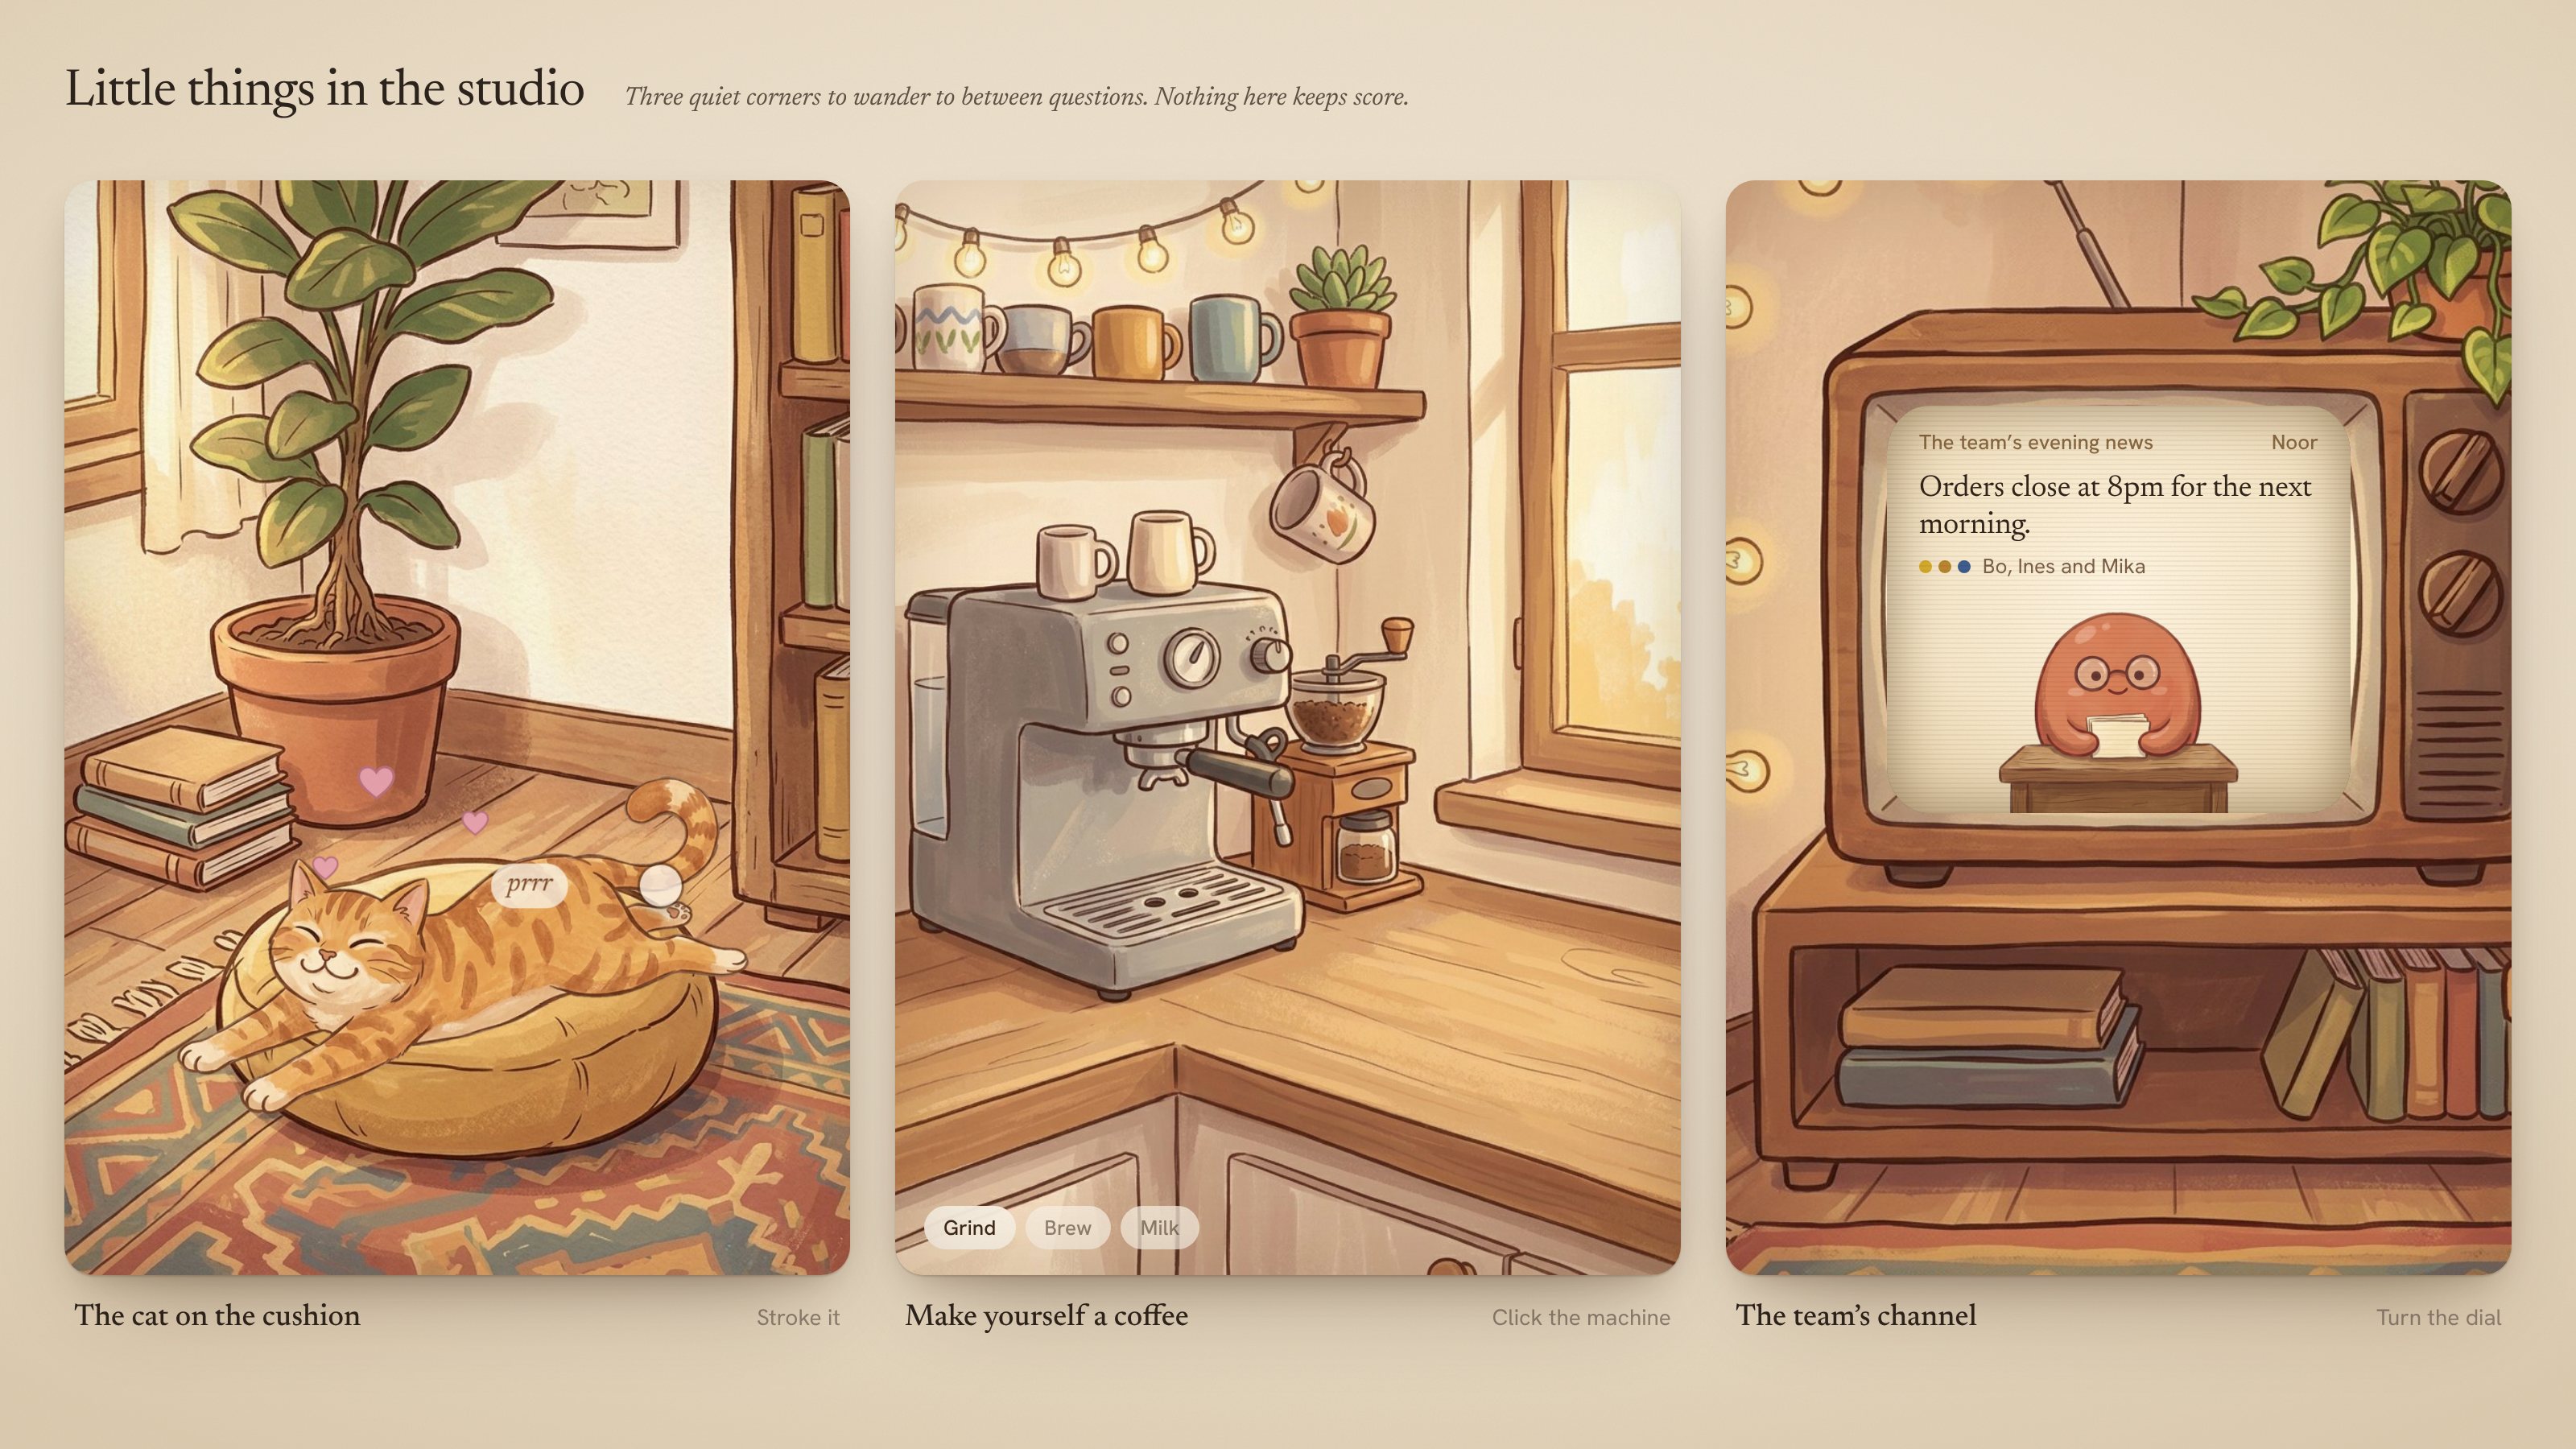 Little things in the studio
Three quiet corners to wander to between questions. Nothing here keeps score.
prrr
The cat on the cushion
Stroke it
Grind
Brew
Milk
Make yourself a coffee
Click the machine
The team's evening news
Noor
Orders close at 8pm for the next
morning.
Bo, Ines and Mika
The team's channel
Turn the dial